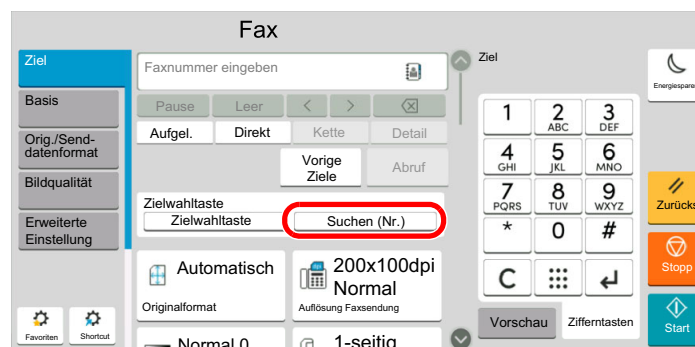 Fax
Ziel
Basis
Orig./Send-
datenformat
Bildqualität
Erweiterte
Einstellung
Favoriten
Shortcut
Faxnummer eingeben
Pause
Leer
<
>
Aufgel.
Direkt
Kette
Detail
Vorige
Ziele
Abruf
Zielwahltaste
Zielwahltaste
Suchen (Nr.)
Automatisch
Originalformat
200x100dpi
Normal
Auflösung Faxsendung
Normal 0
1-seitig
Ziel
1
2
ABC
3
DEF
4
GHI
5
JKL
6
MNO
7
PQRS
8
TUV
9
WXYZ
*
0
#
C
Vorschau
Zifferntasten
Energiespare
Zurücks
Stopp
Start